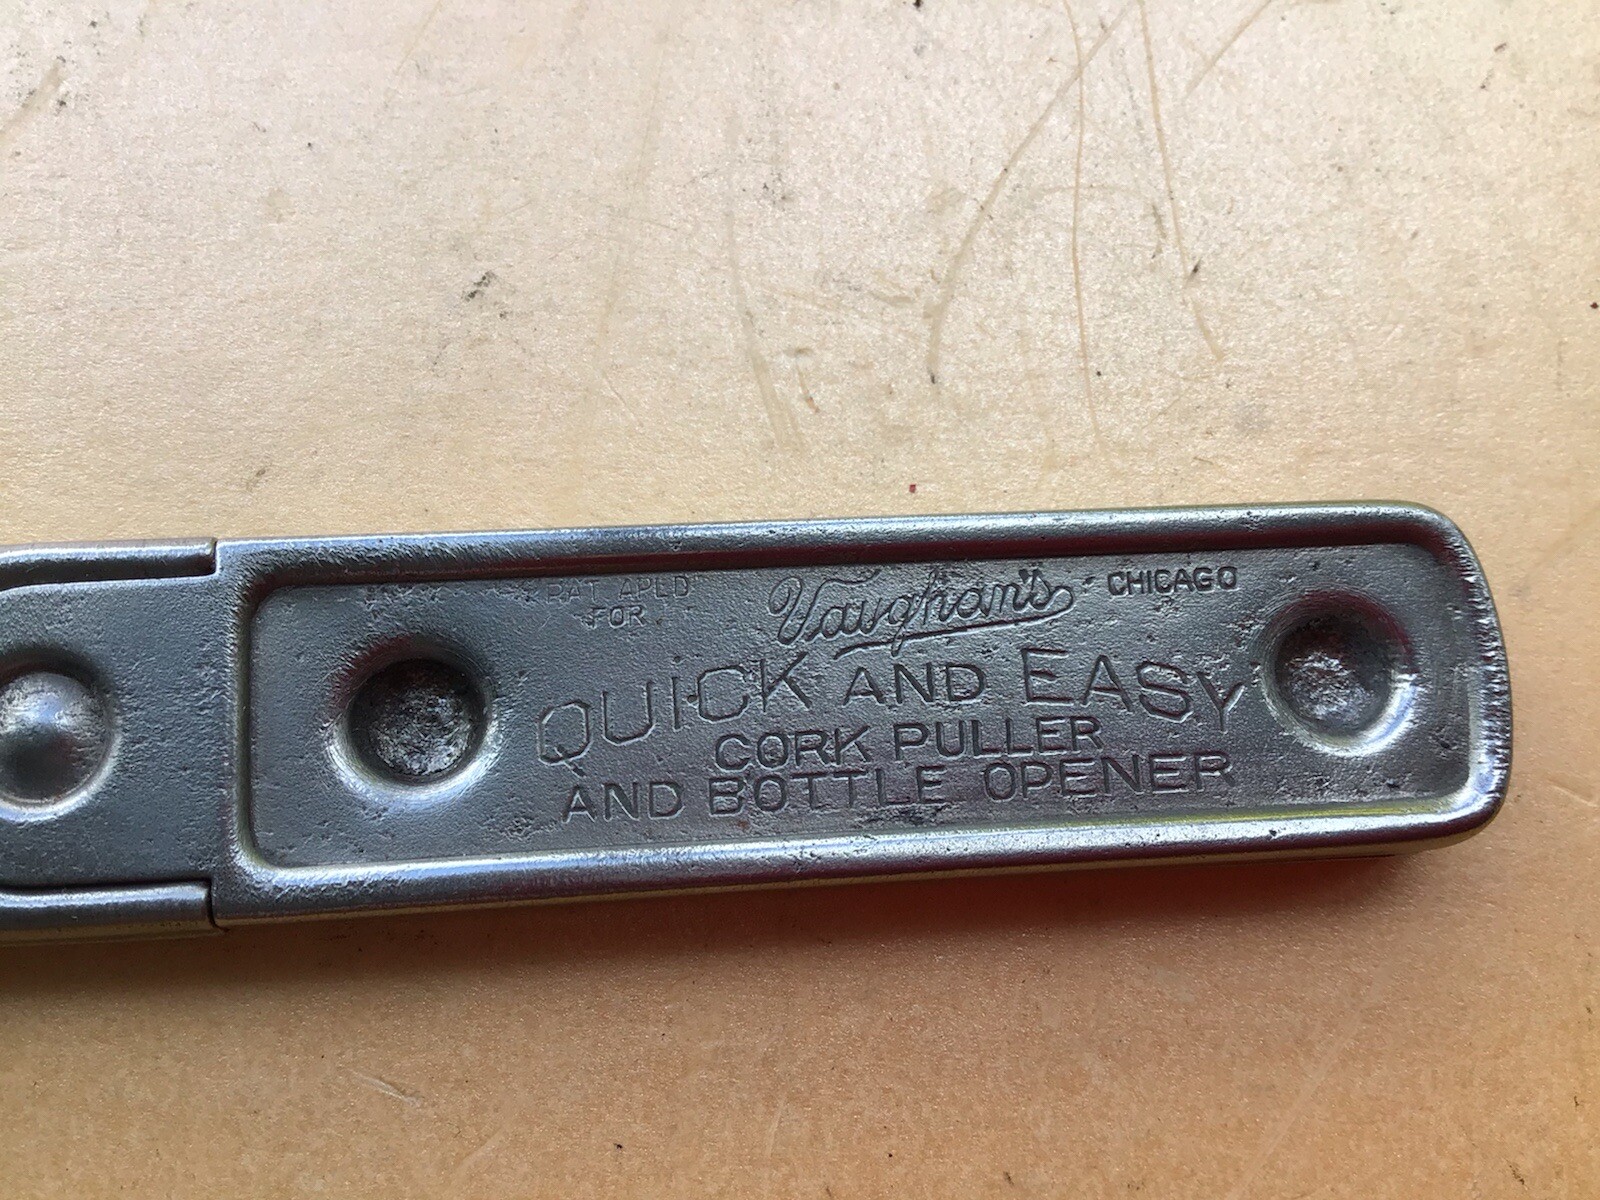 PAT APLD
FOR
Vaughan's CHICAGO
QUICK AND EASY
CORK PULLER
AND BOTTLE OPENER